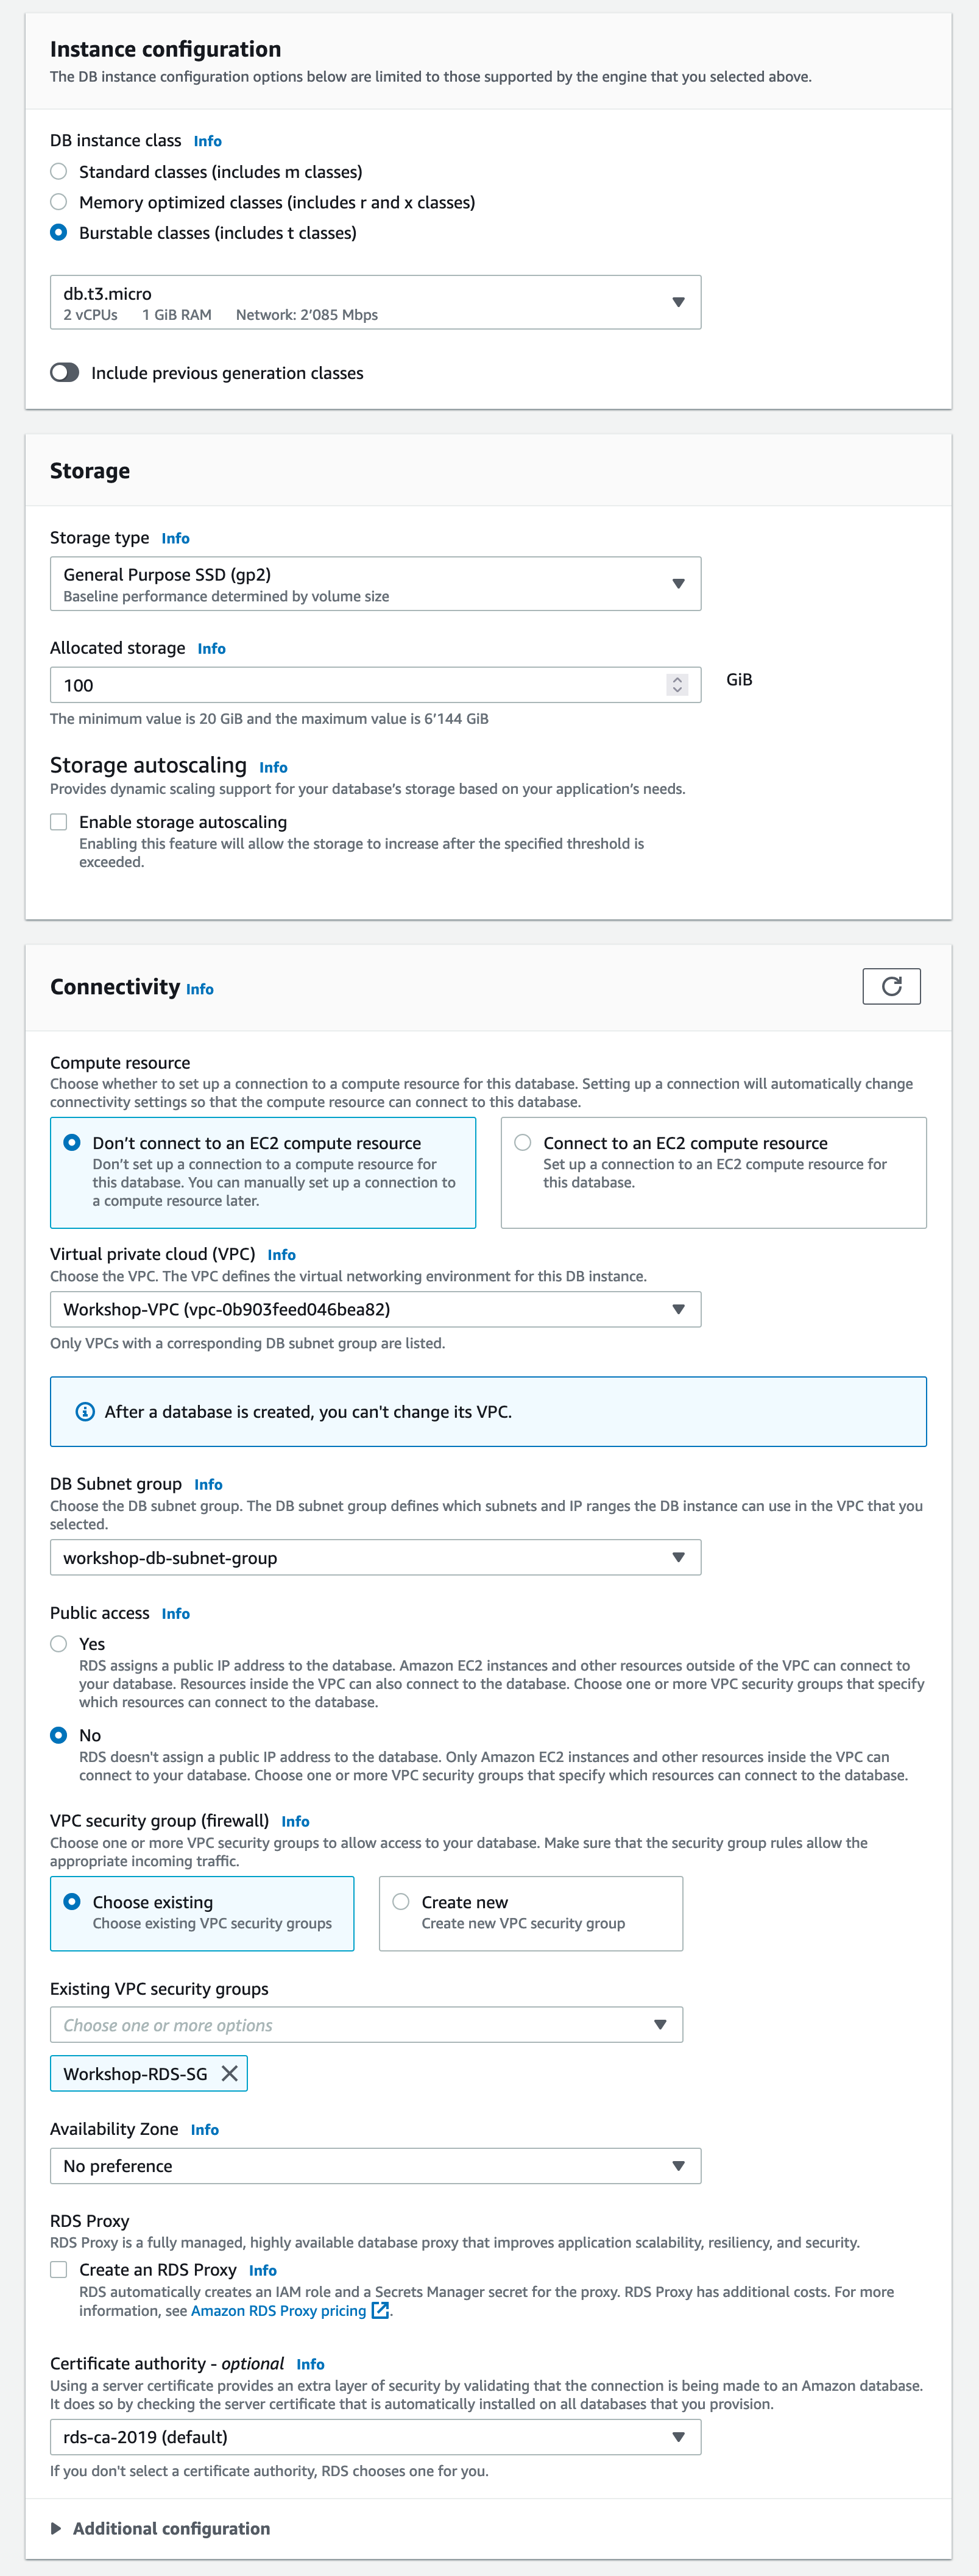 Instance configuration
The DB instance configuration options below are limited to those supported by the engine that you selected above.
DB instance class Info
Standard classes (includes m classes)
Memory optimized classes (includes r and x classes)
Burstable classes (includes t classes)
db.t3.micro
2 vCPUs 1 GiB RAM Network: 2’085 Mbps
Include previous generation classes
Storage
Storage type Info
General Purpose SSD (gp2)
Baseline performance determined by volume size
Allocated storage Info
100 GiB
The minimum value is 20 GiB and the maximum value is 6’144 GiB
Storage autoscaling Info
Provides dynamic scaling support for your database’s storage based on your application’s needs.
Enable storage autoscaling
Enabling this feature will allow the storage to increase after the specified threshold is
exceeded.
Connectivity Info
Compute resource
Choose whether to set up a connection to a compute resource for this database. Setting up a connection will automatically change
connectivity settings so that the compute resource can connect to this database.
Don’t connect to an EC2 compute resource
Don’t set up a connection to a compute resource for
this database. You can manually set up a connection to
a compute resource later.
Connect to an EC2 compute resource
Set up a connection to an EC2 compute resource for
this database.
Virtual private cloud (VPC) Info
Choose the VPC. The VPC defines the virtual networking environment for this DB instance.
Workshop-VPC (vpc-0b903feed046bea82)
Only VPCs with a corresponding DB subnet group are listed.
After a database is created, you can't change its VPC.
DB Subnet group Info
Choose the DB subnet group. The DB subnet group defines which subnets and IP ranges the DB instance can use in the VPC that you
selected.
workshop-db-subnet-group
Public access Info
Yes
RDS assigns a public IP address to the database. Amazon EC2 instances and other resources outside of the VPC can connect to
your database. Resources inside the VPC can also connect to the database. Choose one or more VPC security groups that specify
which resources can connect to the database.
No
RDS doesn't assign a public IP address to the database. Only Amazon EC2 instances and other resources inside the VPC can
connect to your database. Choose one or more VPC security groups that specify which resources can connect to the database.
VPC security group (firewall) Info
Choose one or more VPC security groups to allow access to your database. Make sure that the security group rules allow the
appropriate incoming traffic.
Choose existing
Choose existing VPC security groups
Create new
Create new VPC security group
Existing VPC security groups
Choose one or more options
Workshop-RDS-SG
Availability Zone Info
No preference
RDS Proxy
RDS Proxy is a fully managed, highly available database proxy that improves application scalability, resiliency, and security.
Create an RDS Proxy Info
RDS automatically creates an IAM role and a Secrets Manager secret for the proxy. RDS Proxy has additional costs. For more
information, see Amazon RDS Proxy pricing.
Certificate authority - optional Info
Using a server certificate provides an extra layer of security by validating that the connection is being made to an Amazon database.
It does so by checking the server certificate that is automatically installed on all databases that you provision.
rds-ca-2019 (default)
If you don't select a certificate authority, RDS chooses one for you.
Additional configuration